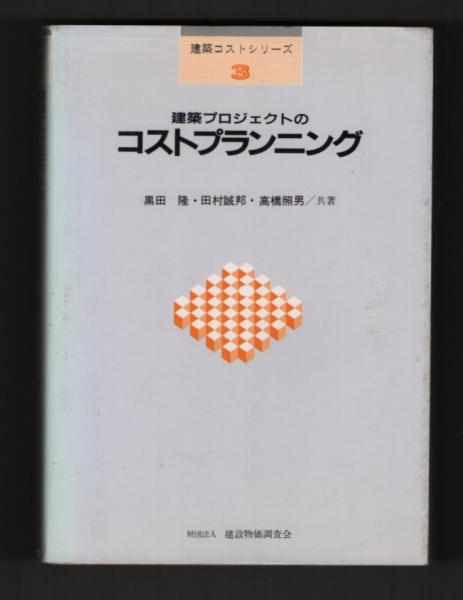 建築コストシリーズ
3
建築プロジェクトの
コストプランニング
黒田 隆・田村誠邦・高橋照男／共著
財団法人 建設物価調査会